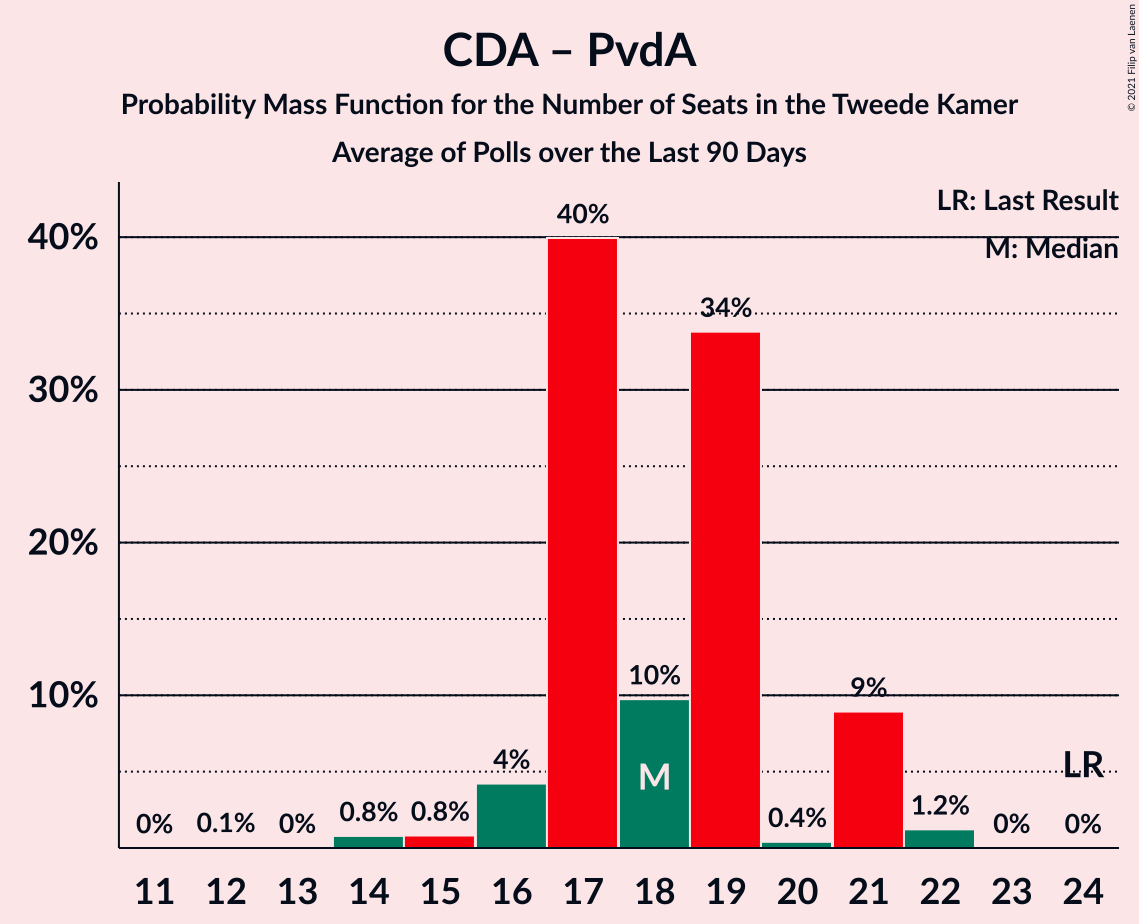 CDA – PvdA
Probability Mass Function for the Number of Seats in the Tweede Kamer
Average of Polls over the Last 90 Days
© 2021 Filip van Laenen
LR: Last Result
M: Median
40%
30%
20%
10%
0%
0.1%
0%
0.8%
0.8%
4%
40%
10%
34%
0.4%
9%
1.2%
0%
0%
M
LR
11 12 13 14 15 16 17 18 19 20 21 22 23 24